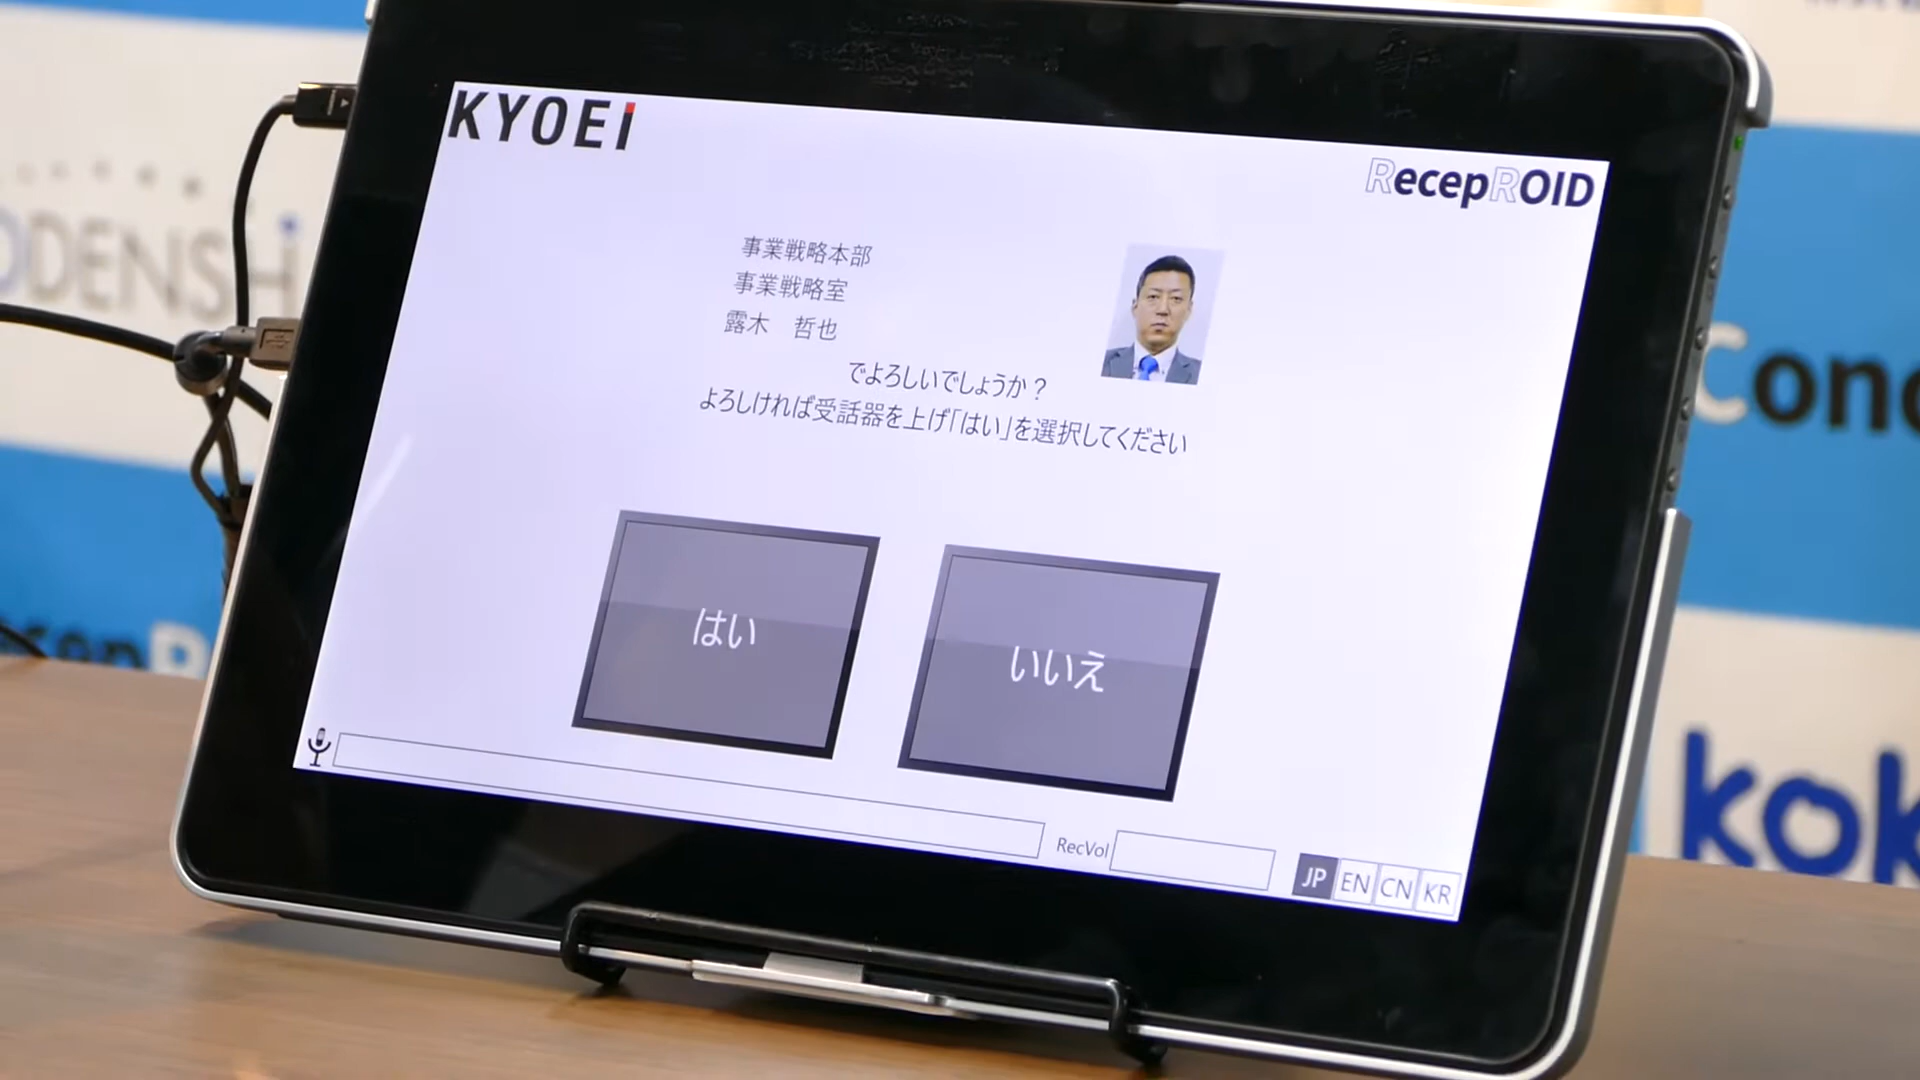 KYOEI
RecepROID
事業戦略本部
事業戦略室
露木 哲也
でよろしいでしょうか？
よろしければ受話器を上げ「はい」を選択してください
はい
いいえ
RecVol
JP EN CN KR
ODENSHi
Conc
kok